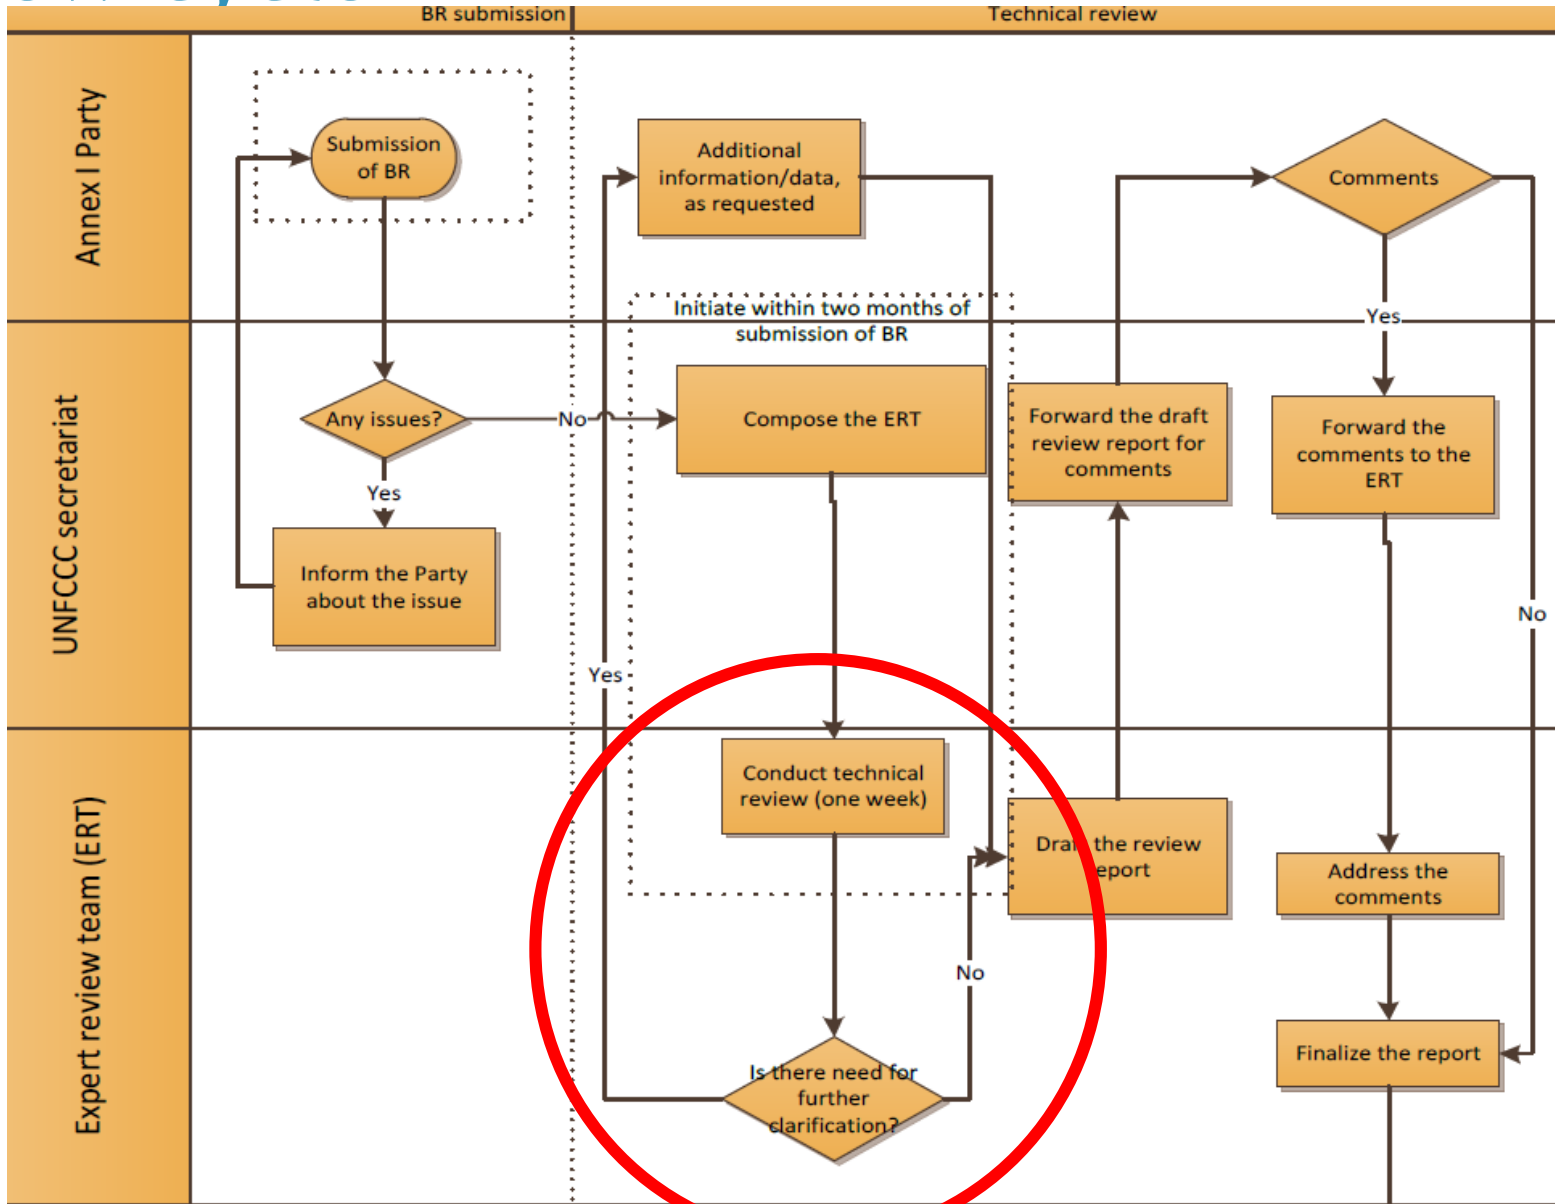 BR submission
Technical review
Annex I Party
Submission
of BR
Additional
information/data,
as requested
Comments
Initiate within two months of
submission of BR
Yes
UNFCCC secretariat
Any issues?
No
Compose the ERT
Forward the draft
review report for
comments
Forward the
comments to the
ERT
Yes
Inform the Party
about the issue
No
Yes
Expert review team (ERT)
Conduct technical
review (one week)
the review
Address the
comments
No
Finalize the report
Is there need for
further
clarification?